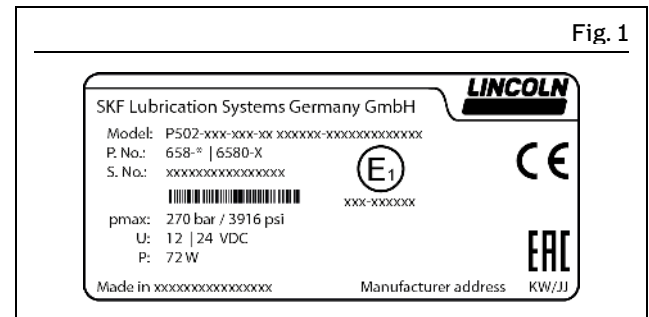 Fig. 1
LINCOLN
SKF Lubrication Systems Germany GmbH
Model: P502-xxx-xxx-xx xxxxxx-xxxxxxxxxxxxx
P. No.: 658-* | 6580-X
S. No.: xxxxxxxxxxxxxxxx
E1
CE
xxx-xxxxxx
pmax: 270 bar / 3916 psi
U: 12 | 24 VDC
P: 72 W
EAC
Made in xxxxxxxxxxxxxxxx Manufacturer address KW/JJ